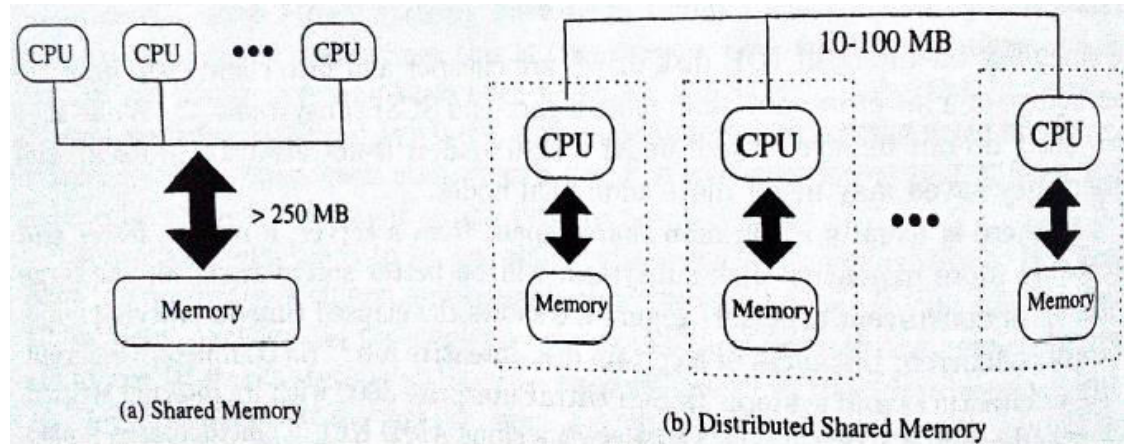 CPU CPU ••• CPU
> 250 MB
Memory
(a) Shared Memory
10-100 MB
CPU CPU CPU
•••
Memory Memory Memory
(b) Distributed Shared Memory